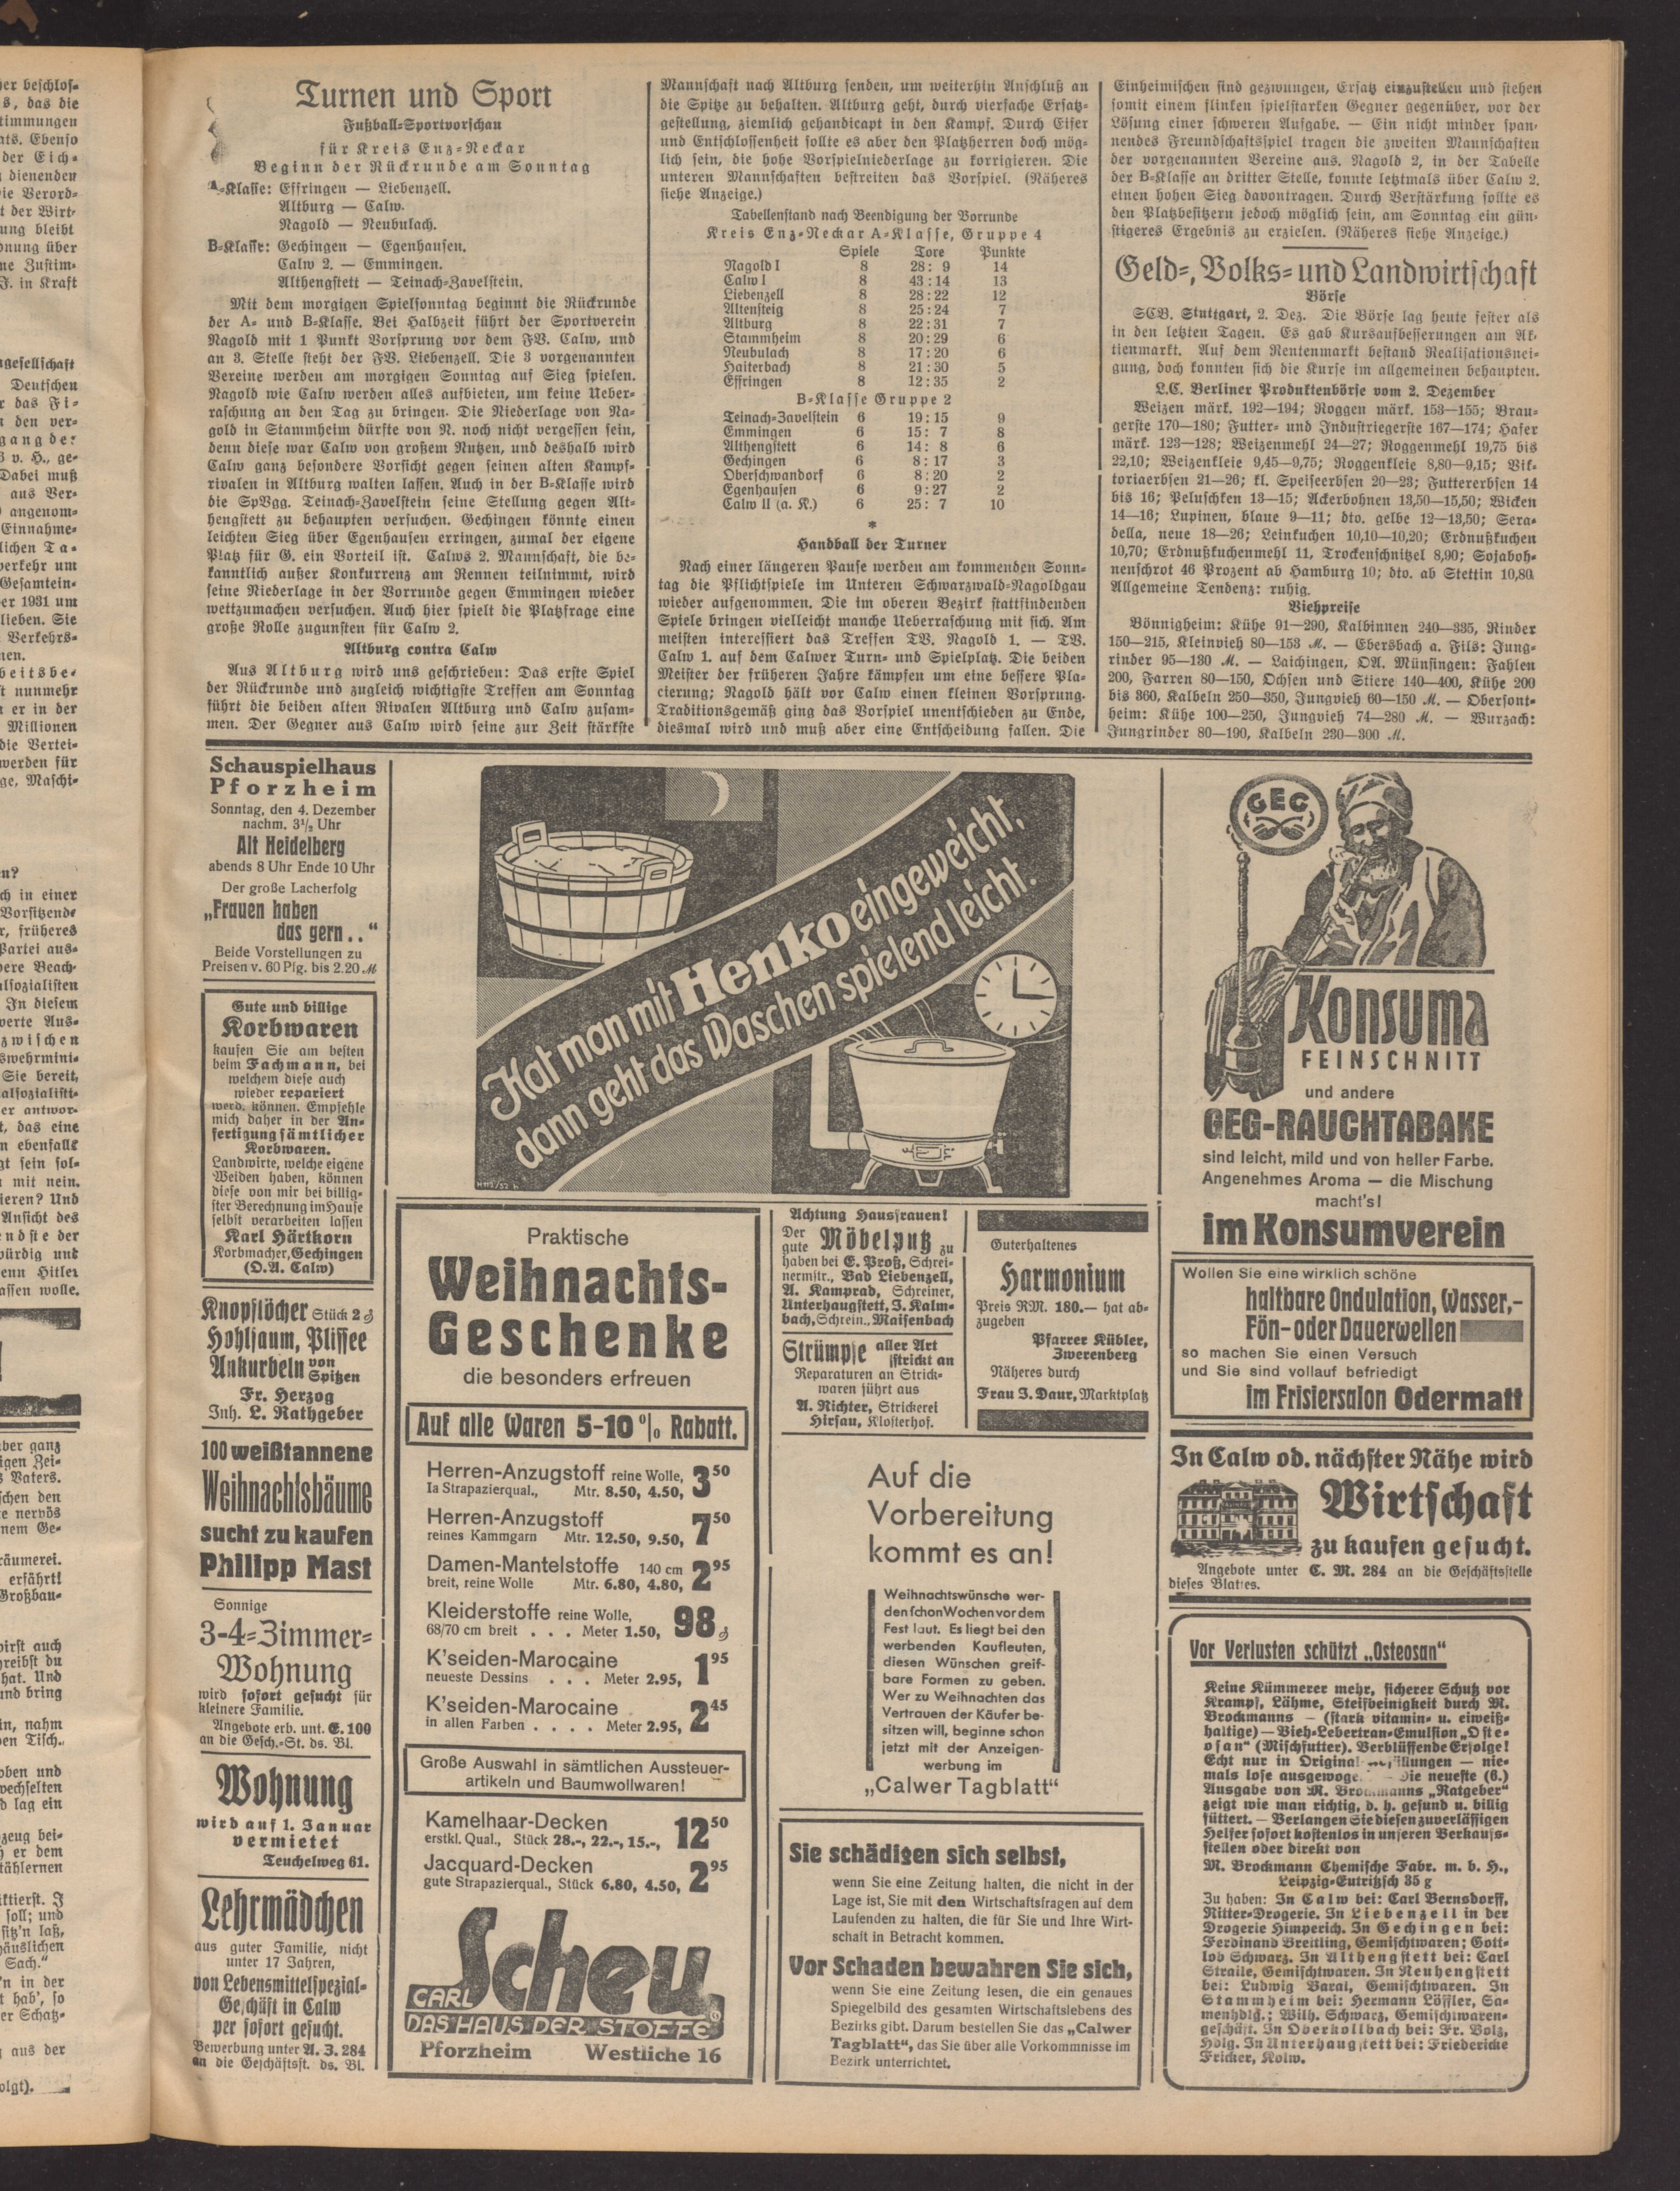 Turnen und Sport
Fußball-Sportvorschau
für Kreis Enz-Neckar
Beginn der Rückrunde am Sonntag
A-Klasse: Effringen — Liebenzell.
Altburg — Calw.
Nagold — Neubulach.
B-Klasse: Gechingen — Egenhausen.
Calw 2. — Emmingen.
Althengstett — Teinach-Zavelstein.
Mit dem morgigen Spielsonntag beginnt die Rückrunde
der A- und B-Klasse. Bei Halbzeit führt der Sportverein
Nagold mit 1 Punkt Vorsprung vor dem FV. Calw, und
an 3. Stelle steht der FV. Liebenzell. Die 3 vorgenannten
Vereine werden am morgigen Sonntag auf Sieg spielen.
Nagold wie Calw werden alles aufbieten, um keine Ueber-
raschung an den Tag zu bringen. Die Niederlage von Na-
gold in Stammheim dürfte von N. noch nicht vergessen sein,
denn diese war Calw von großem Nutzen, und deshalb wird
Calw ganz besondere Vorsicht gegen seinen alten Kampf-
rivalen in Altburg walten lassen. Auch in der B-Klasse wird
die SpVgg. Teinach-Zavelstein seine Stellung gegen Alt-
hengstett zu behaupten versuchen. Gechingen könnte einen
leichten Sieg über Egenhausen erringen, zumal der eigene
Platz für G. ein Vorteil ist. Calws 2. Mannschaft, die be-
kanntlich außer Konkurrenz am Rennen teilnimmt, wird
seine Niederlage in der Vorrunde gegen Emmingen wieder
wettzumachen versuchen. Auch hier spielt die Platzfrage eine
große Rolle zugunsten für Calw 2.
Altburg contra Calw
Aus Altburg wird uns geschrieben: Das erste Spiel
der Rückrunde und zugleich wichtigste Treffen am Sonntag
führt die beiden alten Rivalen Altburg und Calw zusam-
men. Der Gegner aus Calw wird seine zur Zeit stärkste
Mannschaft nach Altburg senden, um weiterhin Anschluß an
die Spitze zu behalten. Altburg geht, durch vierfache Ersatz-
gestellung, ziemlich gehandicapt in den Kampf. Durch Eifer
und Entschlossenheit sollte es aber den Platzherren doch mög-
lich sein, die hohe Vorspielniederlage zu korrigieren. Die
unteren Mannschaften bestreiten das Vorspiel. (Näheres
siehe Anzeige.)
Tabellenstand nach Beendigung der Vorrunde
Kreis Enz-Neckar A-Klasse, Gruppe 4
Spiele Tore Punkte
Nagold I 8 28: 9 14
Calw I 8 43:14 13
Liebenzell 8 28:22 12
Altensteig 8 25:24 7
Altburg 8 22:31 7
Stammheim 8 20:29 6
Neubulach 8 17:20 6
Haiterbach 8 21:30 5
Effringen 8 12:35 2
B-Klasse Gruppe 2
Teinach-Zavelstein 6 19:15 9
Emmingen 6 15: 7 8
Althengstett 6 14: 8 6
Gechingen 6 8:17 3
Oberschwandorf 6 8:20 2
Egenhausen 6 9:27 2
Calw II (a. K.) 6 25: 7 10
*
Handball der Turner
Nach einer längeren Pause werden am kommenden Sonn-
tag die Pflichtspiele im Unteren Schwarzwald-Nagoldgau
wieder aufgenommen. Die im oberen Bezirk stattfindenden
Spiele bringen vielleicht manche Ueberraschung mit sich. Am
meisten interessiert das Treffen TV. Nagold 1. — TV.
Calw 1. auf dem Calwer Turn- und Spielplatz. Die beiden
Meister der früheren Jahre kämpfen um eine bessere Pla-
cierung; Nagold hält vor Calw einen kleinen Vorsprung.
Traditionsgemäß ging das Vorspiel unentschieden zu Ende,
diesmal wird und muß aber eine Entscheidung fallen. Die
Einheimischen sind gezwungen, Ersatz einzustellen und stehen
somit einem flinken spielstarken Gegner gegenüber, vor der
Lösung einer schweren Aufgabe. — Ein nicht minder span-
nendes Freundschaftsspiel tragen die zweiten Mannschaften
der vorgenannten Vereine aus. Nagold 2, in der Tabelle
der B-Klasse an dritter Stelle, konnte letztmals über Calw 2.
einen hohen Sieg davontragen. Durch Verstärkung sollte es
den Platzbesitzern jedoch möglich sein, am Sonntag ein gün-
stigeres Ergebnis zu erzielen. (Näheres siehe Anzeige.)
Geld-, Volks- und Landwirtschaft
Börse
SCB. Stuttgart, 2. Dez. Die Börse lag heute fester als
in den letzten Tagen. Es gab Kursaufbesserungen am Ak-
tienmarkt. Auf dem Rentenmarkt bestand Realisationsnei-
gung, doch konnten sich die Kurse im allgemeinen behaupten.
L.C. Berliner Produktenbörse vom 2. Dezember
Weizen märk. 192—194; Roggen märk. 153—155; Brau-
gerste 170—180; Futter- und Industriegerste 167—174; Hafer
märk. 123—128; Weizenmehl 24—27; Roggenmehl 19,75 bis
22,10; Weizenkleie 9,45—9,75; Roggenkleie 8,80—9,15; Vik-
toriaerbsen 21—26; kl. Speiseerbsen 20—23; Futtererbsen 14
bis 16; Peluschken 13—15; Ackerbohnen 13,50—15,50; Wicken
14—16; Lupinen, blaue 9—11; dto. gelbe 12—13,50; Sera-
della, neue 18—26; Leinkuchen 10,10—10,20; Erdnußkuchen
10,70; Erdnußkuchenmehl 11, Trockenschnitzel 8,90; Sojaboh-
nenschrot 46 Prozent ab Hamburg 10; dto. ab Stettin 10,80.
Allgemeine Tendenz: ruhig.
Viehpreise
Bönnigheim: Kühe 91—290, Kalbinnen 240—335, Rinder
150—215, Kleinvieh 80—153 M. — Ebersbach a. Fils: Jung-
rinder 95—130 M. — Laichingen, OA. Münsingen: Fahlen
200, Farren 80—150, Ochsen und Stiere 140—400, Kühe 200
bis 360, Kalbeln 250—350, Jungvieh 60—150 M. — Obersont-
heim: Kühe 100—250, Jungvieh 74—280 M. — Wurzach:
Jungrinder 80—190, Kalbeln 230—300 M.
Schauspielhaus
Pforzheim
Sonntag, den 4. Dezember
nachm. 3½ Uhr
Alt Heidelberg
abends 8 Uhr Ende 10 Uhr
Der große Lacherfolg
„Frauen haben
das gern.."
Beide Vorstellungen zu
Preisen v. 60 Pfg. bis 2.20 M
Gute und billige
Korbwaren
kaufen Sie am besten
beim Fachmann, bei
welchem diese auch
wieder repariert
werd. können. Empfehle
mich daher in der An-
fertigung sämtlicher
Korbwaren.
Landwirte, welche eigene
Weiden haben, können
diese von mir bei billig-
ster Berechnung im Hause
selbst verarbeiten lassen
Karl Härtkorn
Korbmacher, Gechingen
(O.A. Calw)
Knopflöcher Stück 2 ₰
Hohlsaum, Plissee
Ankurbeln von Spitzen
Fr. Herzog
Inh. L. Rathgeber
100 weißtannene
Weihnachtsbäume
sucht zu kaufen
Philipp Mast
Sonnige
3-4-Zimmer-
Wohnung
wird sofort gesucht für
kleinere Familie.
Angebote erb. unt. E. 100
an die Gesch.-St. ds. Bl.
Wohnung
wird auf 1. Januar
vermietet
Teuchelweg 61.
Lehrmädchen
aus guter Familie, nicht
unter 17 Jahren,
von Lebensmittelspezial-
Geschäft in Calw
per sofort gesucht.
Bewerbung unter A. J. 284
an die Geschäftsst. ds. Bl.
Hat man mit Henko eingeweicht,
dann geht das Waschen spielend leicht.
Praktische
Weihnachts-
Geschenke
die besonders erfreuen
Auf alle Waren 5-10% Rabatt.
Herren-Anzugstoff reine Wolle,
Ia Strapazierqual., Mtr. 8.50, 4.50, 3⁵⁰
Herren-Anzugstoff
reines Kammgarn Mtr. 12.50, 9.50, 7⁵⁰
Damen-Mantelstoffe 140 cm
breit, reine Wolle Mtr. 6.80, 4.80, 2⁹⁵
Kleiderstoffe reine Wolle,
68/70 cm breit . . . Meter 1.50, 98 ₰
K'seiden-Marocaine
neueste Dessins . . . Meter 2.95, 1⁹⁵
K'seiden-Marocaine
in allen Farben . . . . Meter 2.95, 2⁴⁵
Große Auswahl in sämtlichen Aussteuer-
artikeln und Baumwollwaren!
Kamelhaar-Decken
erstkl. Qual., Stück 28.-, 22.-, 15.-, 12⁵⁰
Jacquard-Decken
gute Strapazierqual., Stück 6.80, 4.50, 2⁹⁵
CARL Scheu
DAS HAUS DER STOFFE
Pforzheim Westliche 16
Achtung Hausfrauen!
Der gute Möbelputz zu
haben bei E. Proß, Schrei-
nermstr., Bad Liebenzell,
A. Kamprad, Schreiner,
Unterhaugstett, J. Kalm-
bach, Schrein., Maisenbach
Strümpfe aller Art
strickt an
Reparaturen an Strick-
waren führt aus
A. Richter, Strickerei
Hirsau, Klosterhof.
Guterhaltenes
Harmonium
Preis RM. 180.— hat ab-
zugeben
Pfarrer Kübler,
Zwerenberg
Näheres durch
Frau J. Daur, Marktplatz
Auf die
Vorbereitung
kommt es an!
Weihnachtswünsche wer-
den schon Wochen vor dem
Fest laut. Es liegt bei den
werbenden Kaufleuten,
diesen Wünschen greif-
bare Formen zu geben.
Wer zu Weihnachten das
Vertrauen der Käufer be-
sitzen will, beginne schon
jetzt mit der Anzeigen-
werbung im
„Calwer Tagblatt"
Sie schädigen sich selbst,
wenn Sie eine Zeitung halten, die nicht in der
Lage ist, Sie mit den Wirtschaftsfragen auf dem
Laufenden zu halten, die für Sie und Ihre Wirt-
schaft in Betracht kommen.
Vor Schaden bewahren Sie sich,
wenn Sie eine Zeitung lesen, die ein genaues
Spiegelbild des gesamten Wirtschaftslebens des
Bezirks gibt. Darum bestellen Sie das „Calwer
Tagblatt", das Sie über alle Vorkommnisse im
Bezirk unterrichtet.
GEG
Konsuma
FEINSCHNITT
und andere
GEG-RAUCHTABAKE
sind leicht, mild und von heller Farbe.
Angenehmes Aroma — die Mischung
macht's!
im Konsumverein
Wollen Sie eine wirklich schöne
haltbare Ondulation, Wasser,-
Fön- oder Dauerwellen
so machen Sie einen Versuch
und Sie sind vollauf befriedigt
im Frisiersalon Odermatt
In Calw od. nächster Nähe wird
Wirtschaft
zu kaufen gesucht.
Angebote unter C. M. 284 an die Geschäftsstelle
dieses Blattes.
Vor Verlusten schützt „Osteosan"
Keine Kümmerer mehr, sicherer Schutz vor
Krampf, Lähme, Steifbeinigkeit durch M.
Brockmanns — (stark vitamin- u. eiweiß-
haltige) — Vieh-Lebertran-Emulsion „Oste-
osan" (Mischfutter). Verblüffende Erfolge!
Echt nur in Original — nie-
mals lose — Die neueste (6.)
Ausgabe von M. Brockmanns „Ratgeber"
zeigt wie man richtig, d. h. gesund u. billig
füttert. — Verlangen Sie diesen zuverlässigen
Helfer sofort kostenlos in unseren Verkaufs-
stellen oder direkt von
M. Brockmann Chemische Fabr. m. b. H.,
Leipzig-Eutritzsch 35 g
Zu haben: In Calw bei: Carl Bernsdorff,
Ritter-Drogerie. In Liebenzell in der
Drogerie Himperich. In Gechingen bei:
Ferdinand Breitling, Gemischtwaren; Gott-
lob Schwarz. In Althengstett bei: Carl
Straile, Gemischtwaren. In Neuhengstett
bei: Ludwig Baral, Gemischtwaren. In
Stammheim bei: Hermann Löffler, Sa-
menhdlg.; Wilh. Schwarz, Gemischtwaren-
geschäft. In Oberkollbach bei: Fr. Volz,
Hdlg. In Unterhaugstett bei: Friedericke
Fricker, Kolw.